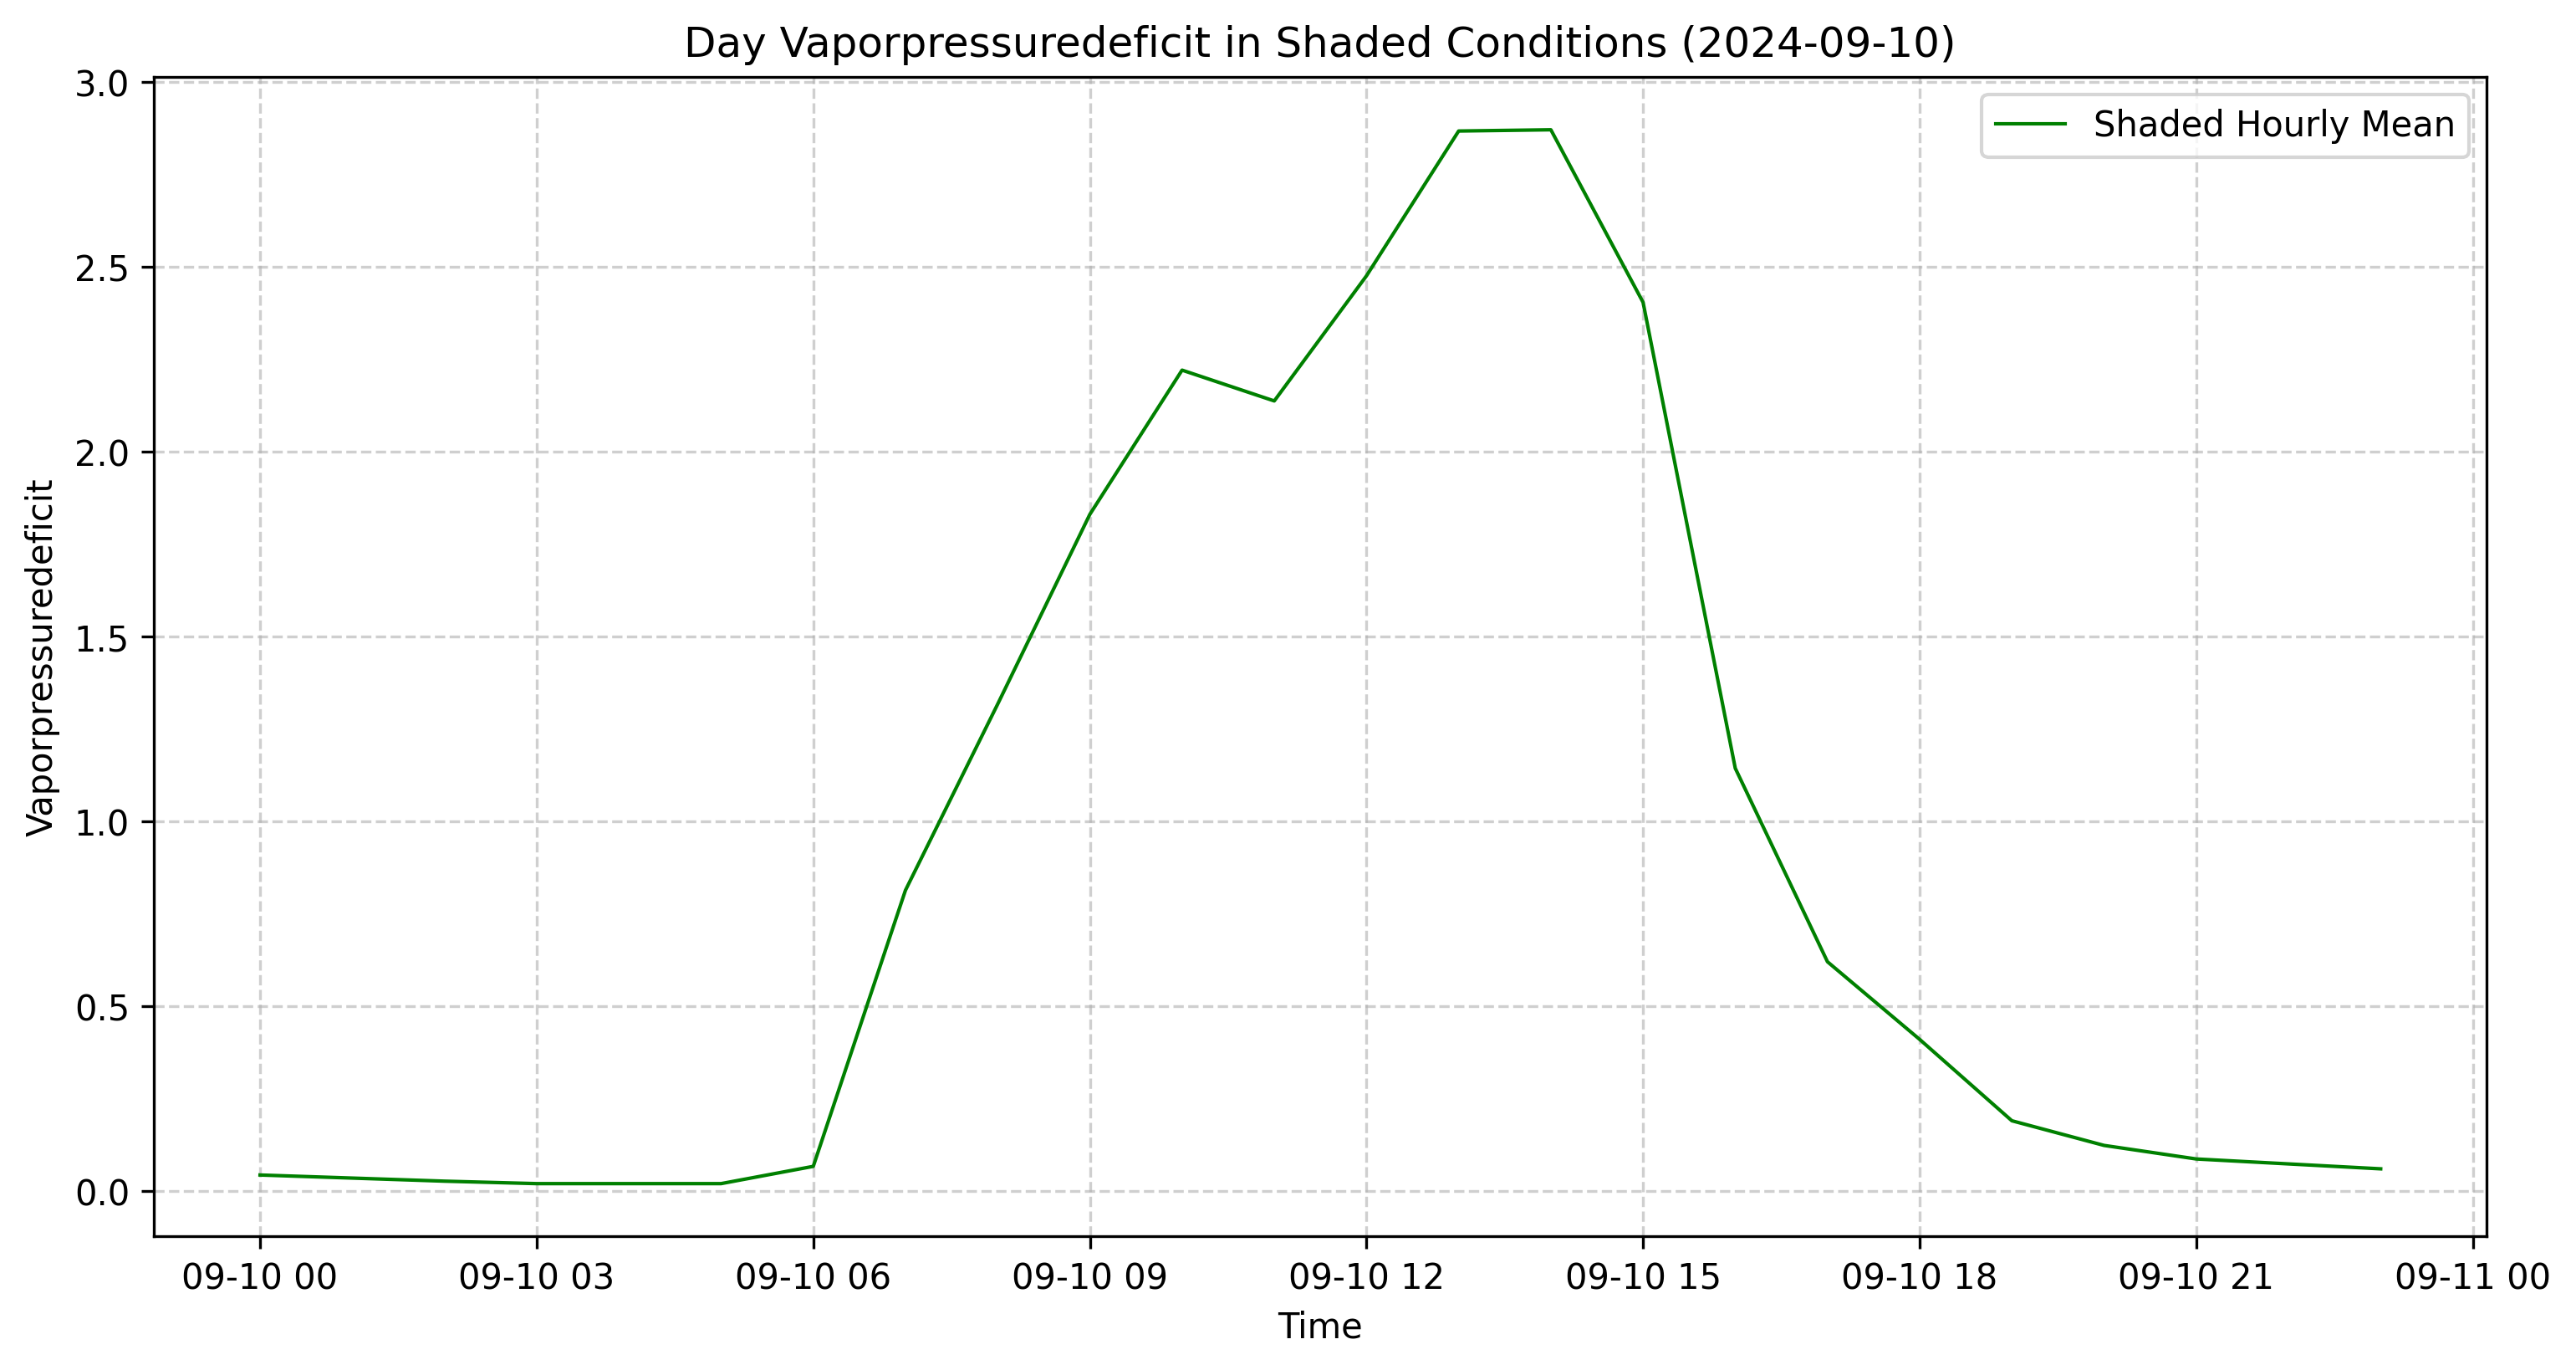 Day Vaporpressuredeficit in Shaded Conditions (2024-09-10)
Shaded Hourly Mean
Vaporpressuredeficit
3.0
2.5
2.0
1.5
1.0
0.5
0.0
09-10 00 09-10 03 09-10 06 09-10 09 09-10 12 09-10 15 09-10 18 09-10 21 09-11 00
Time